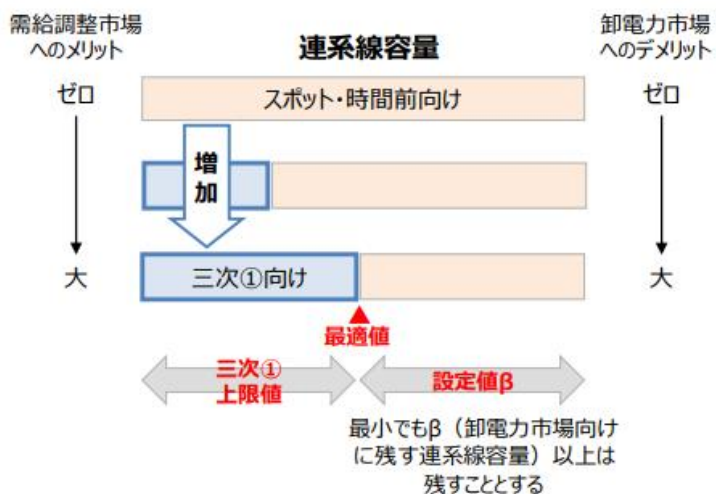 需給調整市場
へのメリット
連系線容量
卸電力市場
へのデメリット
ゼロ
スポット・時間前向け
ゼロ
増
加
大
三次①向け
大
最適値
三次①
上限値
設定値β
最小でもβ（卸電力市場向け
に残す連系線容量）以上は
残すこととする